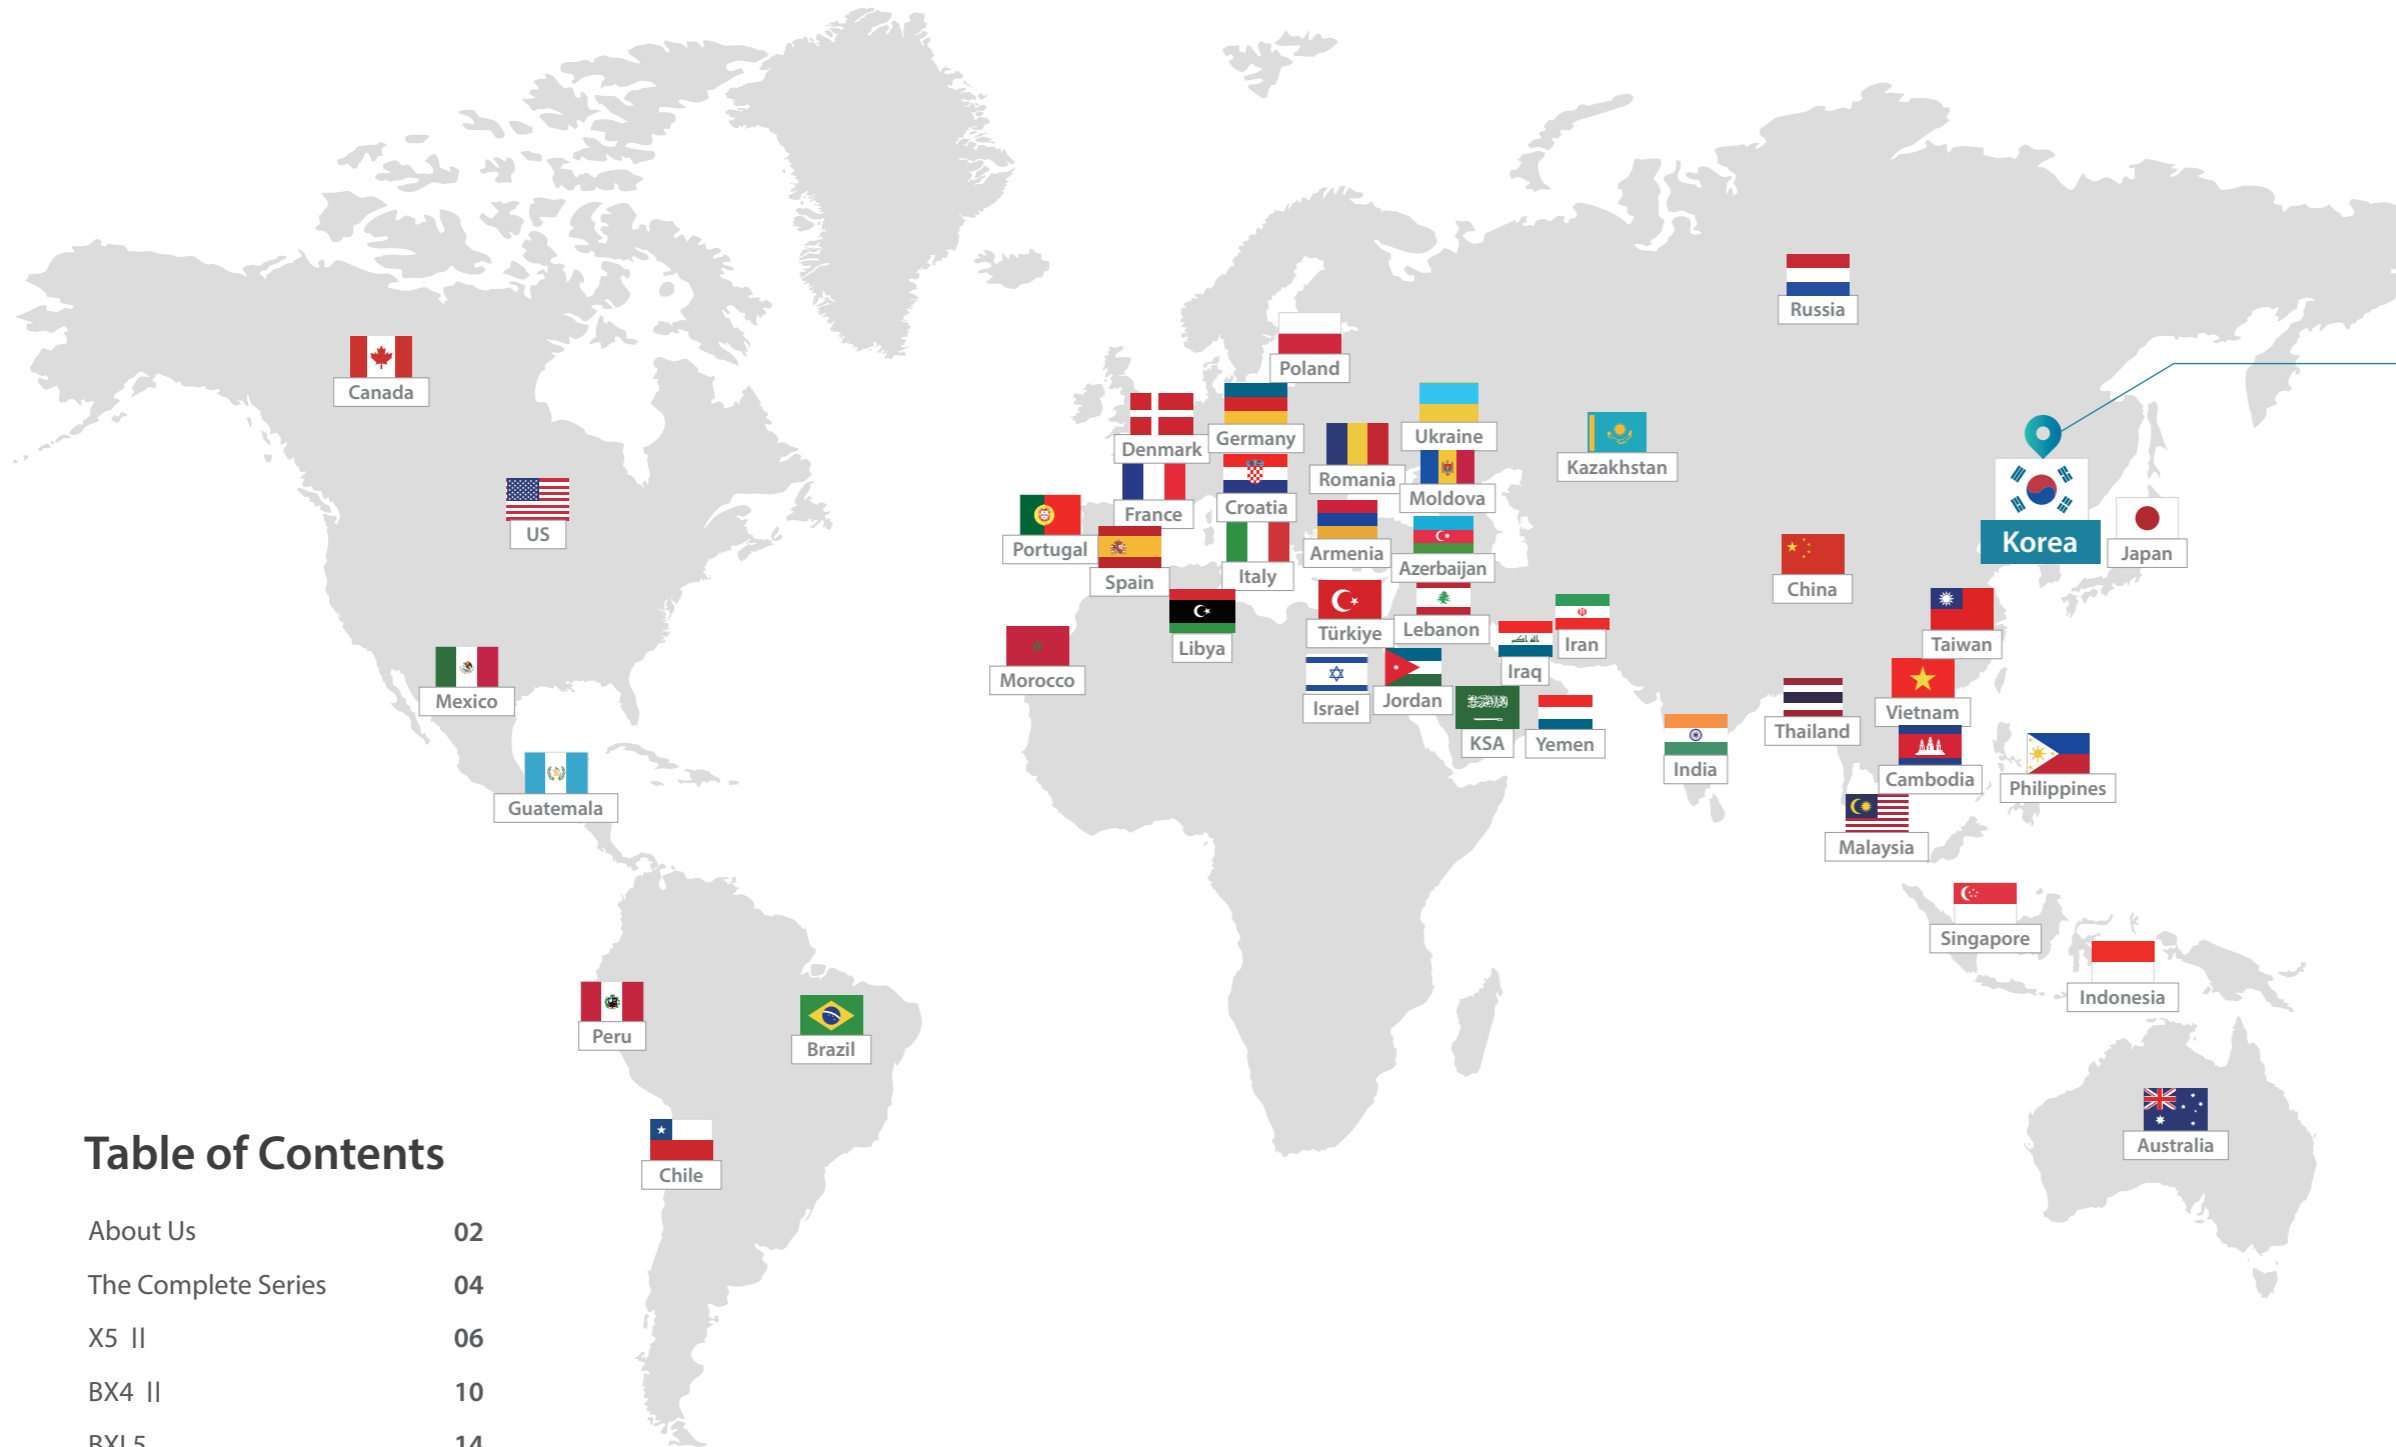 Russia
Poland
Canada
Denmark
Germany
Ukraine
Kazakhstan
Romania
Moldova
US
France
Croatia
Korea
Portugal
Armenia
Azerbaijan
Japan
Spain
Italy
China
Türkiye
Lebanon
Iran
Taiwan
Libya
Iraq
Morocco
Mexico
Israel
Jordan
Vietnam
KSA
Yemen
Thailand
India
Cambodia
Philippines
Guatemala
Malaysia
Singapore
Indonesia
Peru
Brazil
Australia
Chile
Table of Contents
About Us 02
The Complete Series 04
X5 II 06
BX4 II 10